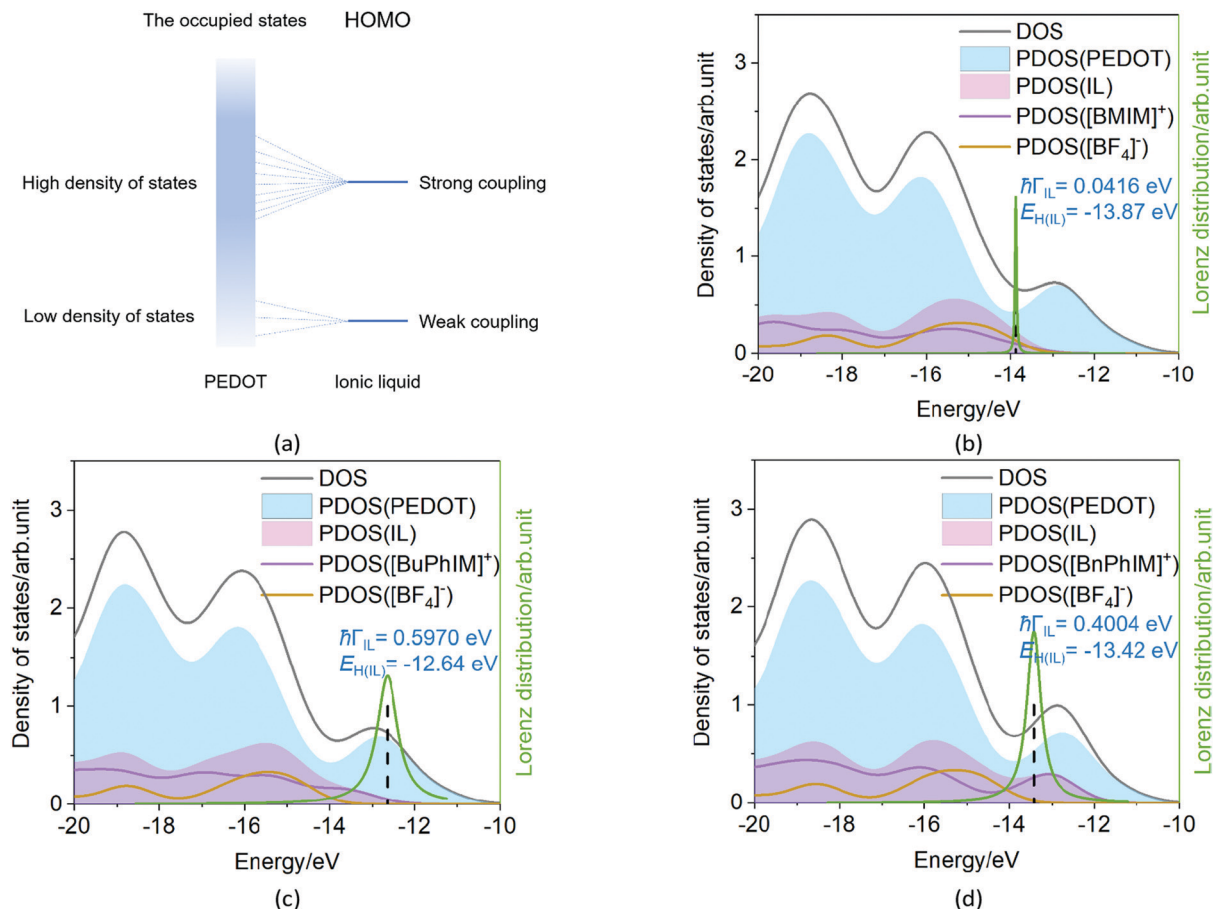 The occupied states HOMO
High density of states
Strong coupling
Low density of states
Weak coupling
PEDOT Ionic liquid
(a)
DOS
PDOS(PEDOT)
PDOS(IL)
PDOS([BMIM]⁺)
PDOS([BF₄]⁻)
ħΓ_IL = 0.0416 eV
E_H(IL) = -13.87 eV
Density of states/arb.unit
Lorenz distribution/arb.unit
3
2
1
0
-20 -18 -16 -14 -12 -10
Energy/eV
(b)
DOS
PDOS(PEDOT)
PDOS(IL)
PDOS([BuPhIM]⁺)
PDOS([BF₄]⁻)
ħΓ_IL = 0.5970 eV
E_H(IL) = -12.64 eV
Density of states/arb.unit
Lorenz distribution/arb.unit
3
2
1
0
-20 -18 -16 -14 -12 -10
Energy/eV
(c)
DOS
PDOS(PEDOT)
PDOS(IL)
PDOS([BnPhIM]⁺)
PDOS([BF₄]⁻)
ħΓ_IL = 0.4004 eV
E_H(IL) = -13.42 eV
Density of states/arb.unit
Lorenz distribution/arb.unit
3
2
1
0
-20 -18 -16 -14 -12 -10
Energy/eV
(d)